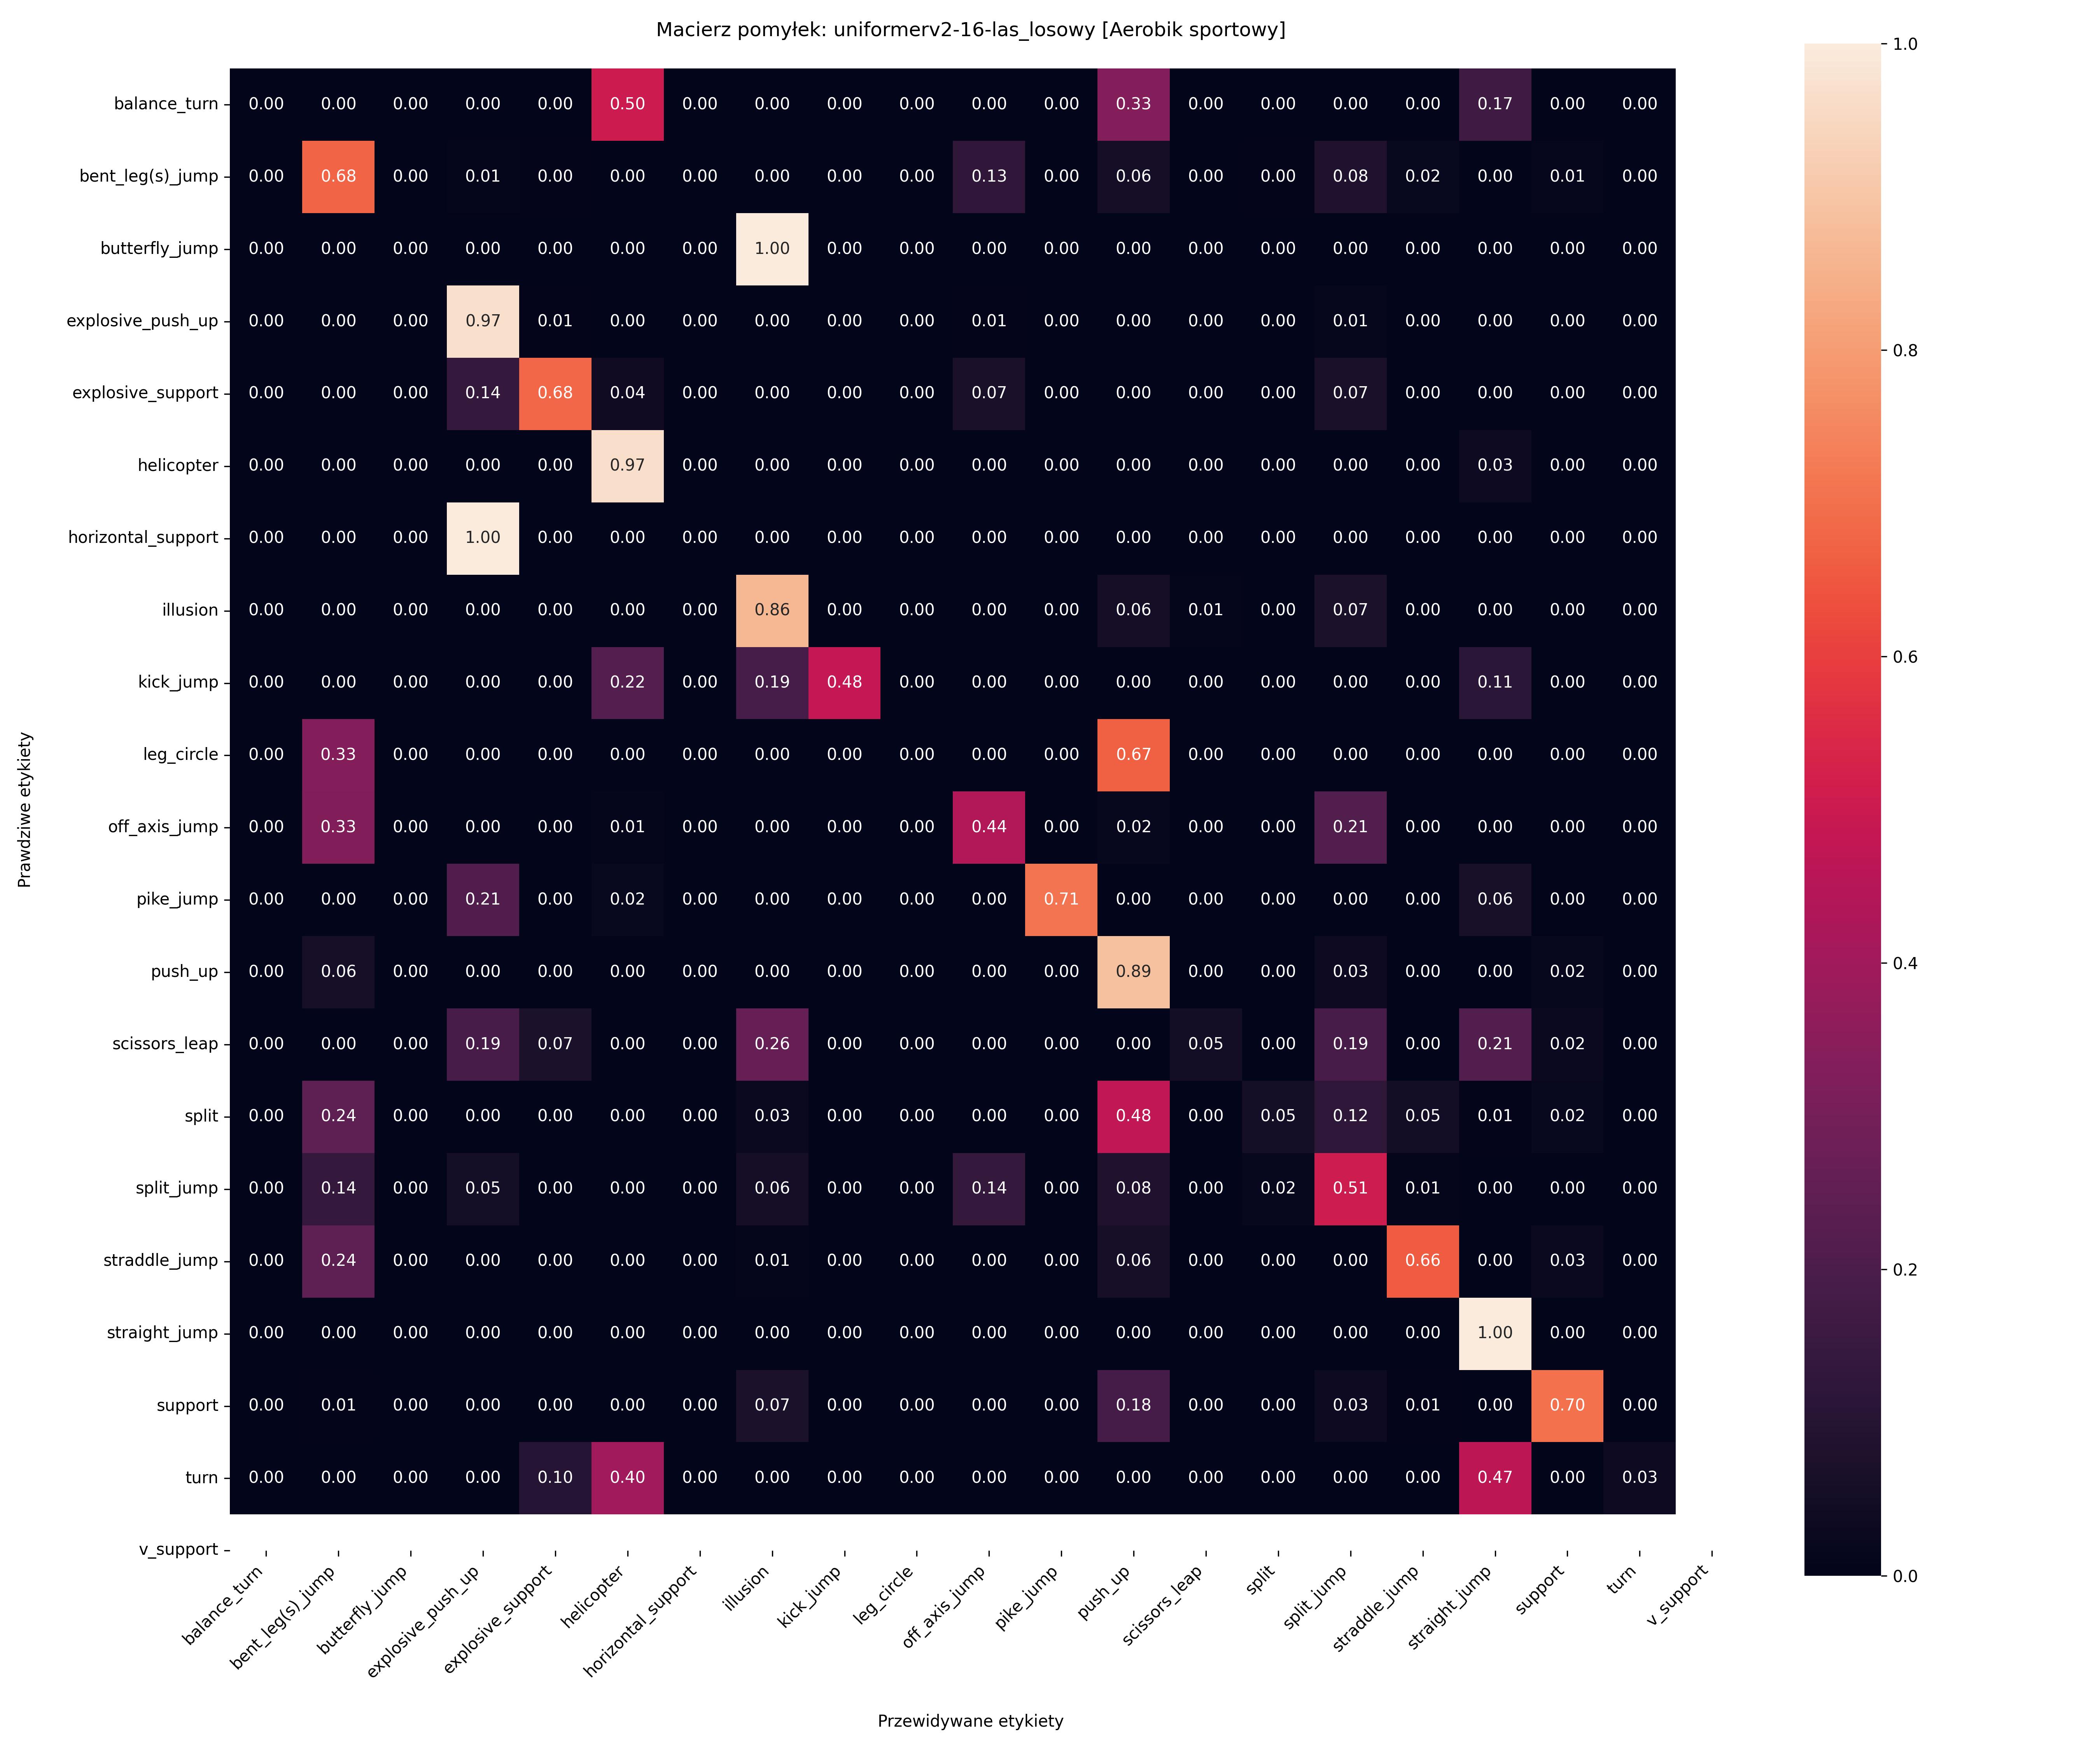 Macierz pomyłek: uniformerv2-16-las_losowy [Aerobik sportowy]
balance_turn 0.00 0.00 0.00 0.00 0.00 0.50 0.00 0.00 0.00 0.00 0.00 0.00 0.33 0.00 0.00 0.00 0.00 0.17 0.00 0.00
bent_leg(s)_jump 0.00 0.68 0.00 0.01 0.00 0.00 0.00 0.00 0.00 0.00 0.13 0.00 0.06 0.00 0.00 0.08 0.02 0.00 0.01 0.00
butterfly_jump 0.00 0.00 0.00 0.00 0.00 0.00 0.00 1.00 0.00 0.00 0.00 0.00 0.00 0.00 0.00 0.00 0.00 0.00 0.00 0.00
explosive_push_up 0.00 0.00 0.00 0.97 0.01 0.00 0.00 0.00 0.00 0.00 0.01 0.00 0.00 0.00 0.00 0.01 0.00 0.00 0.00 0.00
explosive_support 0.00 0.00 0.00 0.14 0.68 0.04 0.00 0.00 0.00 0.00 0.07 0.00 0.00 0.00 0.00 0.07 0.00 0.00 0.00 0.00
helicopter 0.00 0.00 0.00 0.00 0.00 0.97 0.00 0.00 0.00 0.00 0.00 0.00 0.00 0.00 0.00 0.00 0.00 0.03 0.00 0.00
horizontal_support 0.00 0.00 0.00 1.00 0.00 0.00 0.00 0.00 0.00 0.00 0.00 0.00 0.00 0.00 0.00 0.00 0.00 0.00 0.00 0.00
illusion 0.00 0.00 0.00 0.00 0.00 0.00 0.00 0.86 0.00 0.00 0.00 0.00 0.06 0.01 0.00 0.07 0.00 0.00 0.00 0.00
kick_jump 0.00 0.00 0.00 0.00 0.00 0.22 0.00 0.19 0.48 0.00 0.00 0.00 0.00 0.00 0.00 0.00 0.00 0.11 0.00 0.00
leg_circle 0.00 0.33 0.00 0.00 0.00 0.00 0.00 0.00 0.00 0.00 0.00 0.00 0.67 0.00 0.00 0.00 0.00 0.00 0.00 0.00
off_axis_jump 0.00 0.33 0.00 0.00 0.00 0.01 0.00 0.00 0.00 0.00 0.44 0.00 0.02 0.00 0.00 0.21 0.00 0.00 0.00 0.00
pike_jump 0.00 0.00 0.00 0.21 0.00 0.02 0.00 0.00 0.00 0.00 0.00 0.71 0.00 0.00 0.00 0.00 0.00 0.06 0.00 0.00
push_up 0.00 0.06 0.00 0.00 0.00 0.00 0.00 0.00 0.00 0.00 0.00 0.00 0.89 0.00 0.00 0.03 0.00 0.00 0.02 0.00
scissors_leap 0.00 0.00 0.00 0.19 0.07 0.00 0.00 0.26 0.00 0.00 0.00 0.00 0.00 0.05 0.00 0.19 0.00 0.21 0.02 0.00
split 0.00 0.24 0.00 0.00 0.00 0.00 0.00 0.03 0.00 0.00 0.00 0.00 0.48 0.00 0.05 0.12 0.05 0.01 0.02 0.00
split_jump 0.00 0.14 0.00 0.05 0.00 0.00 0.00 0.06 0.00 0.00 0.14 0.00 0.08 0.00 0.02 0.51 0.01 0.00 0.00 0.00
straddle_jump 0.00 0.24 0.00 0.00 0.00 0.00 0.00 0.01 0.00 0.00 0.00 0.00 0.06 0.00 0.00 0.00 0.66 0.00 0.03 0.00
straight_jump 0.00 0.00 0.00 0.00 0.00 0.00 0.00 0.00 0.00 0.00 0.00 0.00 0.00 0.00 0.00 0.00 0.00 1.00 0.00 0.00
support 0.00 0.01 0.00 0.00 0.00 0.00 0.00 0.07 0.00 0.00 0.00 0.00 0.18 0.00 0.00 0.03 0.01 0.00 0.70 0.00
turn 0.00 0.00 0.00 0.00 0.10 0.40 0.00 0.00 0.00 0.00 0.00 0.00 0.00 0.00 0.00 0.00 0.00 0.47 0.00 0.03
v_support
Prawdziwe etykiety
balance_turn
bent_leg(s)_jump
butterfly_jump
explosive_push_up
explosive_support
helicopter
horizontal_support
illusion
kick_jump
leg_circle
off_axis_jump
pike_jump
push_up
scissors_leap
split
split_jump
straddle_jump
straight_jump
support
turn
v_support
Przewidywane etykiety
1.0
0.8
0.6
0.4
0.2
0.0